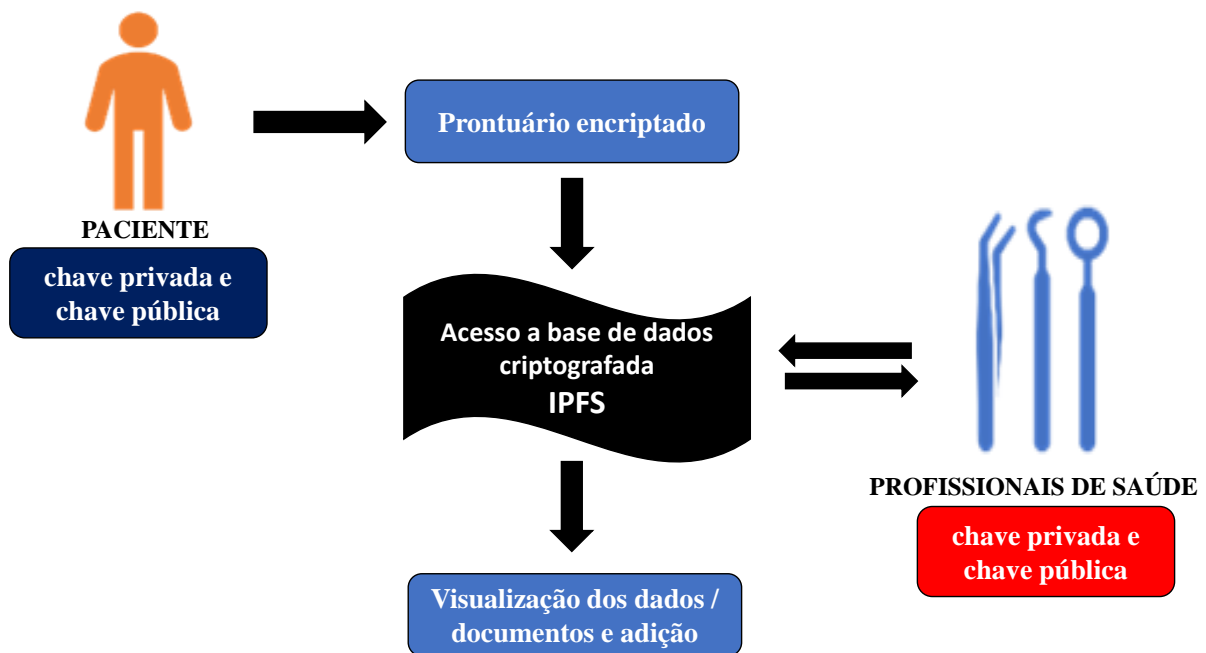 Prontuário encriptado
PACIENTE
chave privada e
chave pública
Acesso a base de dados
criptografada
IPFS
PROFISSIONAIS DE SAÚDE
chave privada e
chave pública
Visualização dos dados /
documentos e adição